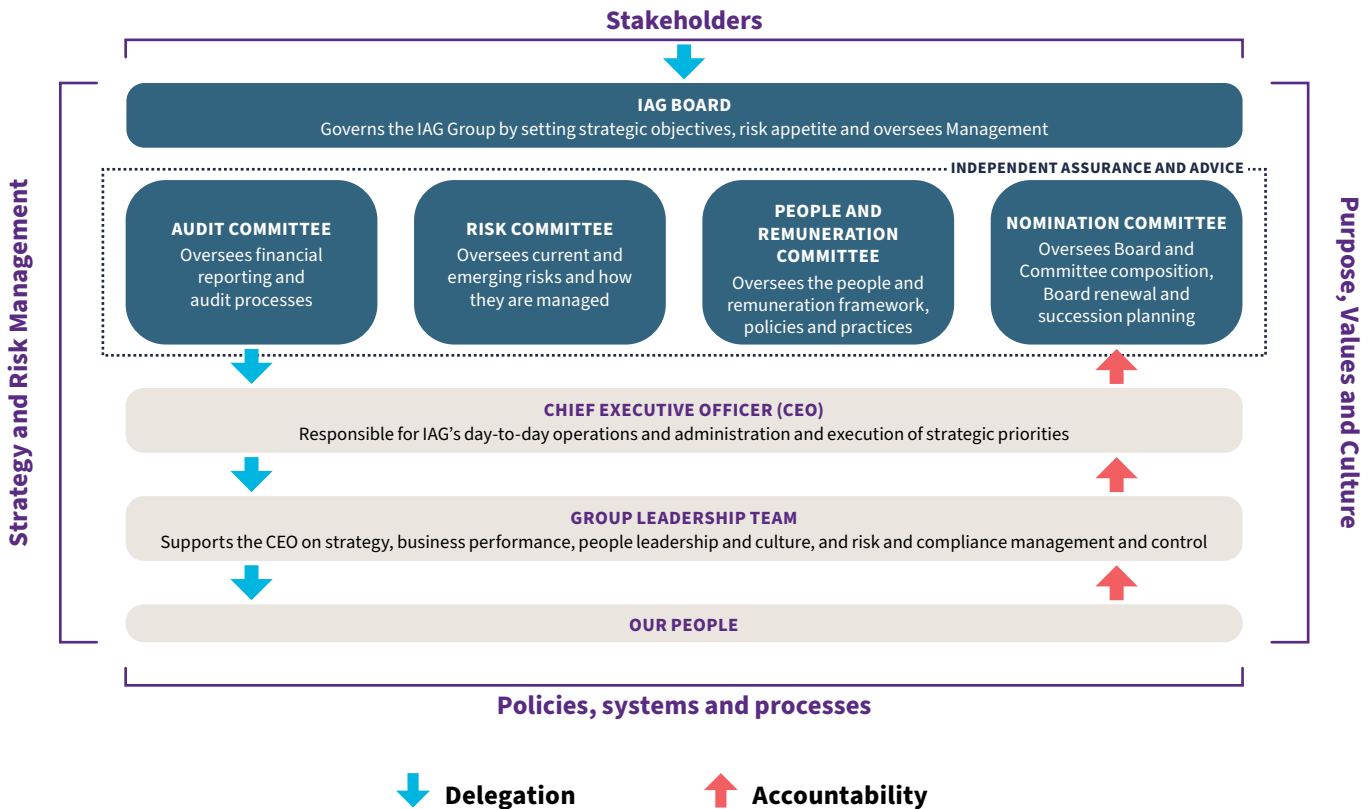 Stakeholders
IAG BOARD
Governs the IAG Group by setting strategic objectives, risk appetite and oversees Management
INDEPENDENT ASSURANCE AND ADVICE
AUDIT COMMITTEE
Oversees financial
reporting and
audit processes
RISK COMMITTEE
Oversees current and
emerging risks and how
they are managed
PEOPLE AND
REMUNERATION
COMMITTEE
Oversees the people and
remuneration framework,
policies and practices
NOMINATION COMMITTEE
Oversees Board and
Committee composition,
Board renewal and
succession planning
CHIEF EXECUTIVE OFFICER (CEO)
Responsible for IAG’s day-to-day operations and administration and execution of strategic priorities
GROUP LEADERSHIP TEAM
Supports the CEO on strategy, business performance, people leadership and culture, and risk and compliance management and control
OUR PEOPLE
Strategy and Risk Management
Purpose, Values and Culture
Policies, systems and processes
Delegation
Accountability